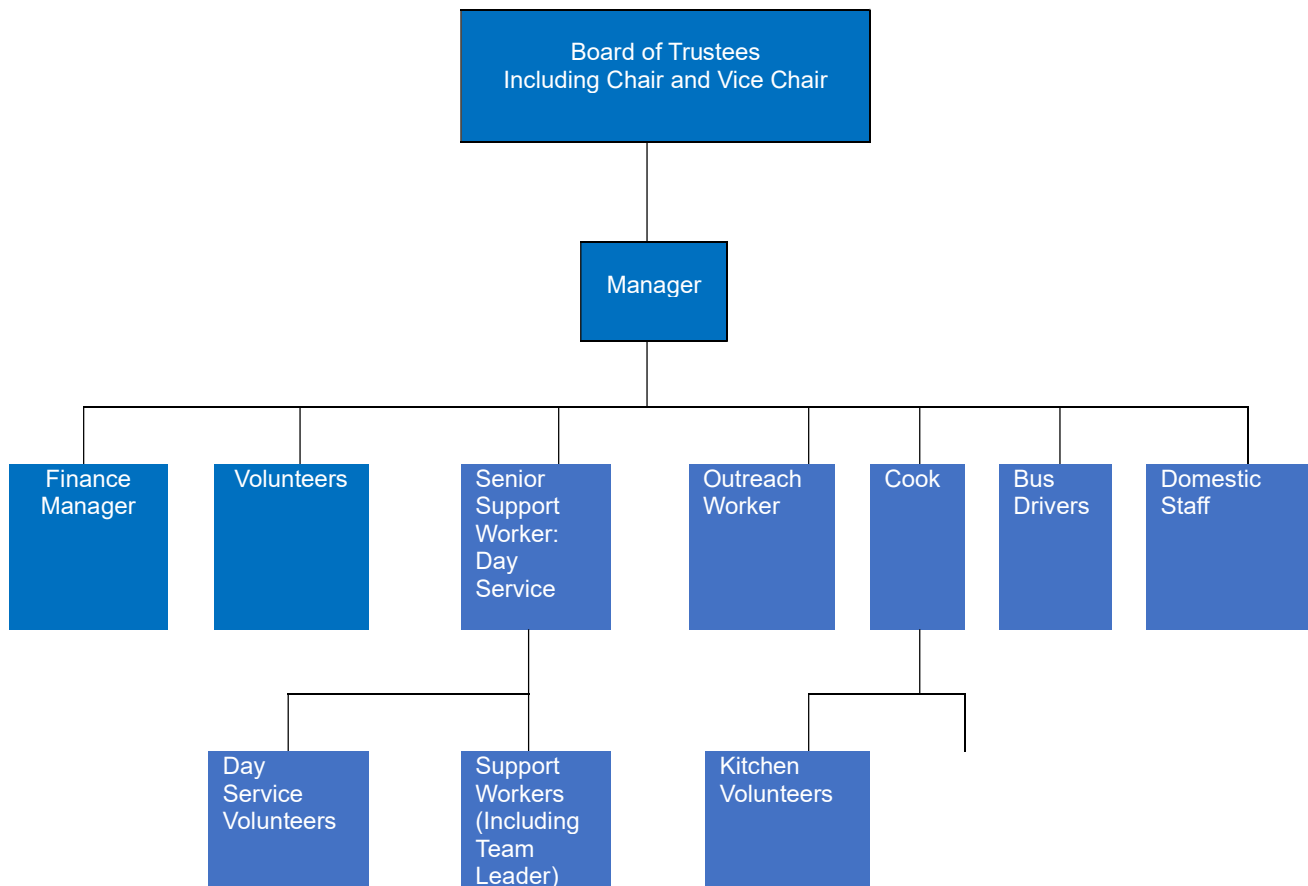 Board of Trustees
Including Chair and Vice Chair
Manager
Finance
Manager
Volunteers
Senior
Support
Worker:
Day
Service
Outreach
Worker
Cook
Bus
Drivers
Domestic
Staff
Day
Service
Volunteers
Support
Workers
(Including
Team
Leader)
Kitchen
Volunteers